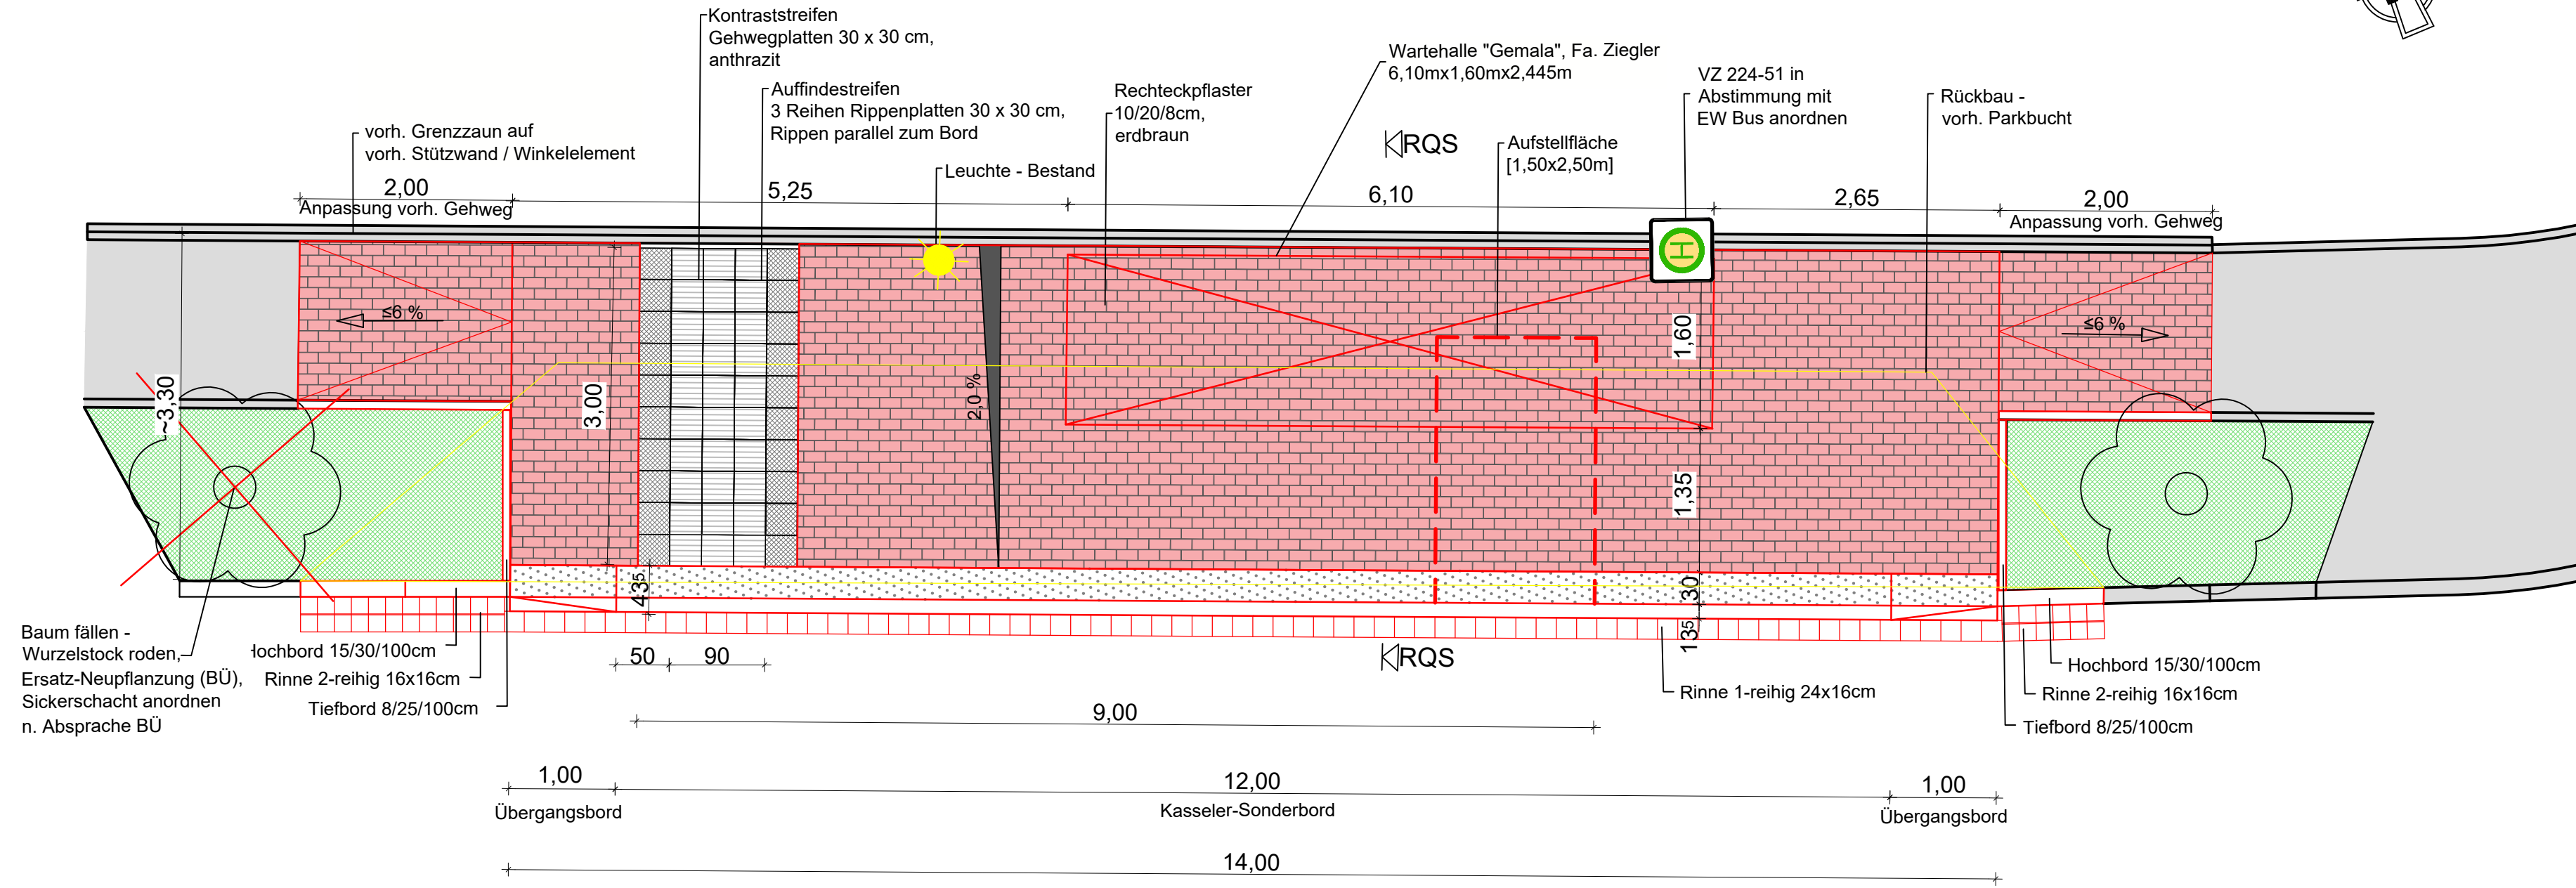 Kontraststreifen
Gehwegplatten 30 x 30 cm,
anthrazit
Auffindestreifen
3 Reihen Rippenplatten 30 x 30 cm,
Rippen parallel zum Bord
vorh. Grenzzaun auf
vorh. Stützwand / Winkelelement
Leuchte - Bestand
Rechteckpflaster
10/20/8cm,
erdbraun
Wartehalle "Gemala", Fa. Ziegler
6,10mx1,60mx2,445m
RQS
Aufstellfläche
[1,50x2,50m]
VZ 224-51 in
Abstimmung mit
EW Bus anordnen
Rückbau -
vorh. Parkbucht
2,00
Anpassung vorh. Gehweg
5,25
6,10
2,65
2,00
Anpassung vorh. Gehweg
H
≤6 %
≤6 %
~3,30
3,00
2,0 %
1,60
1,35
43⁵
30
13⁵
Baum fällen -
Wurzelstock roden,
Ersatz-Neupflanzung (BÜ),
Sickerschacht anordnen
n. Absprache BÜ
Hochbord 15/30/100cm
Rinne 2-reihig 16x16cm
Tiefbord 8/25/100cm
50
90
RQS
Rinne 1-reihig 24x16cm
Hochbord 15/30/100cm
Rinne 2-reihig 16x16cm
Tiefbord 8/25/100cm
9,00
1,00
Übergangsbord
12,00
Kasseler-Sonderbord
1,00
Übergangsbord
14,00